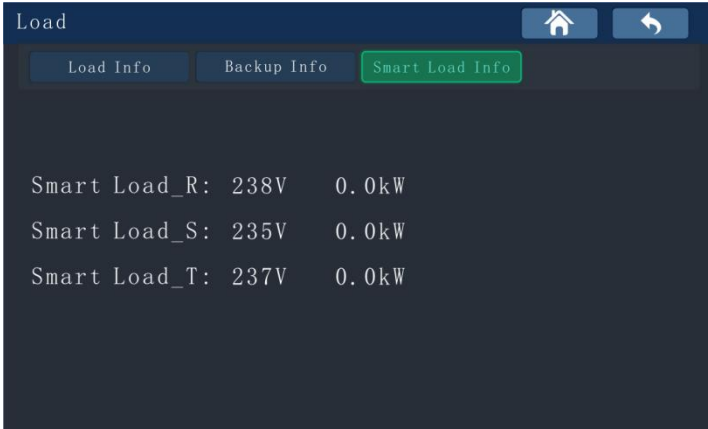 Load
Load Info Backup Info Smart Load Info
Smart Load_R: 238V 0.0kW
Smart Load_S: 235V 0.0kW
Smart Load_T: 237V 0.0kW